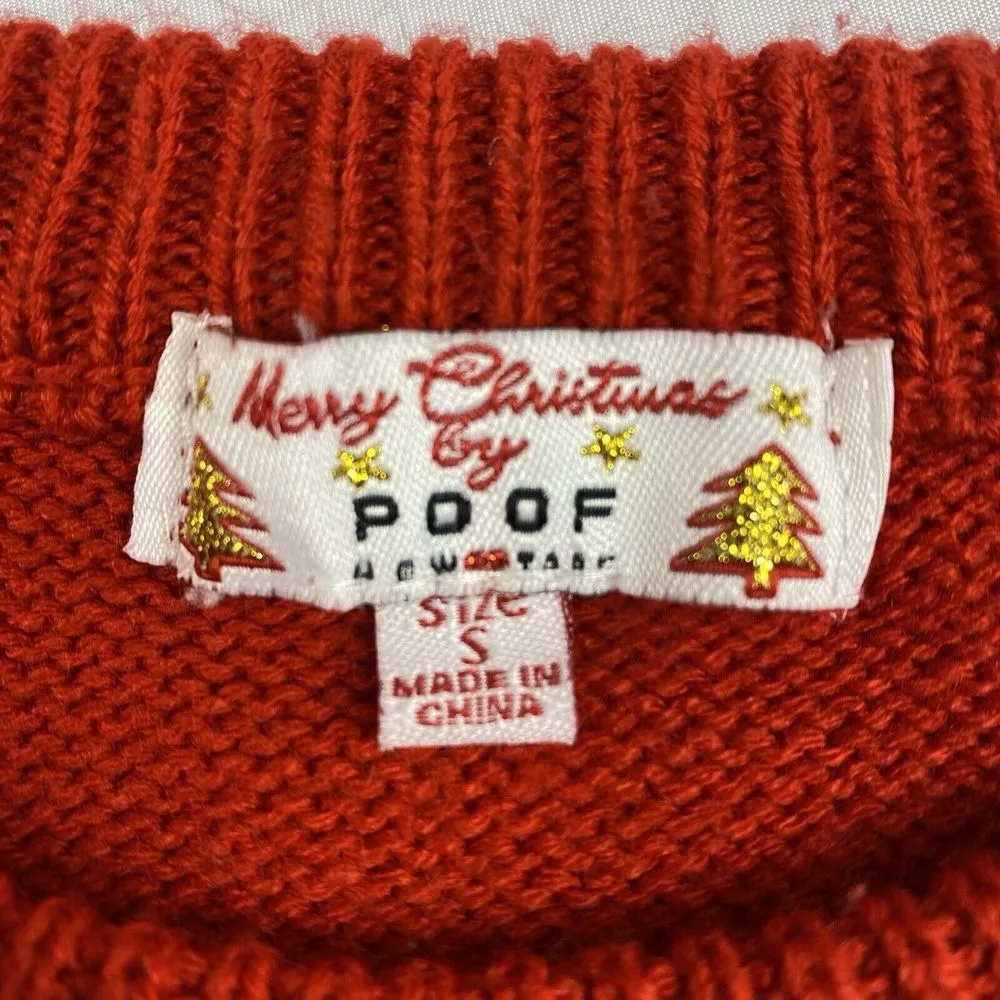 Merry Christmas
by
POOF
Size
S
MADE IN
CHINA